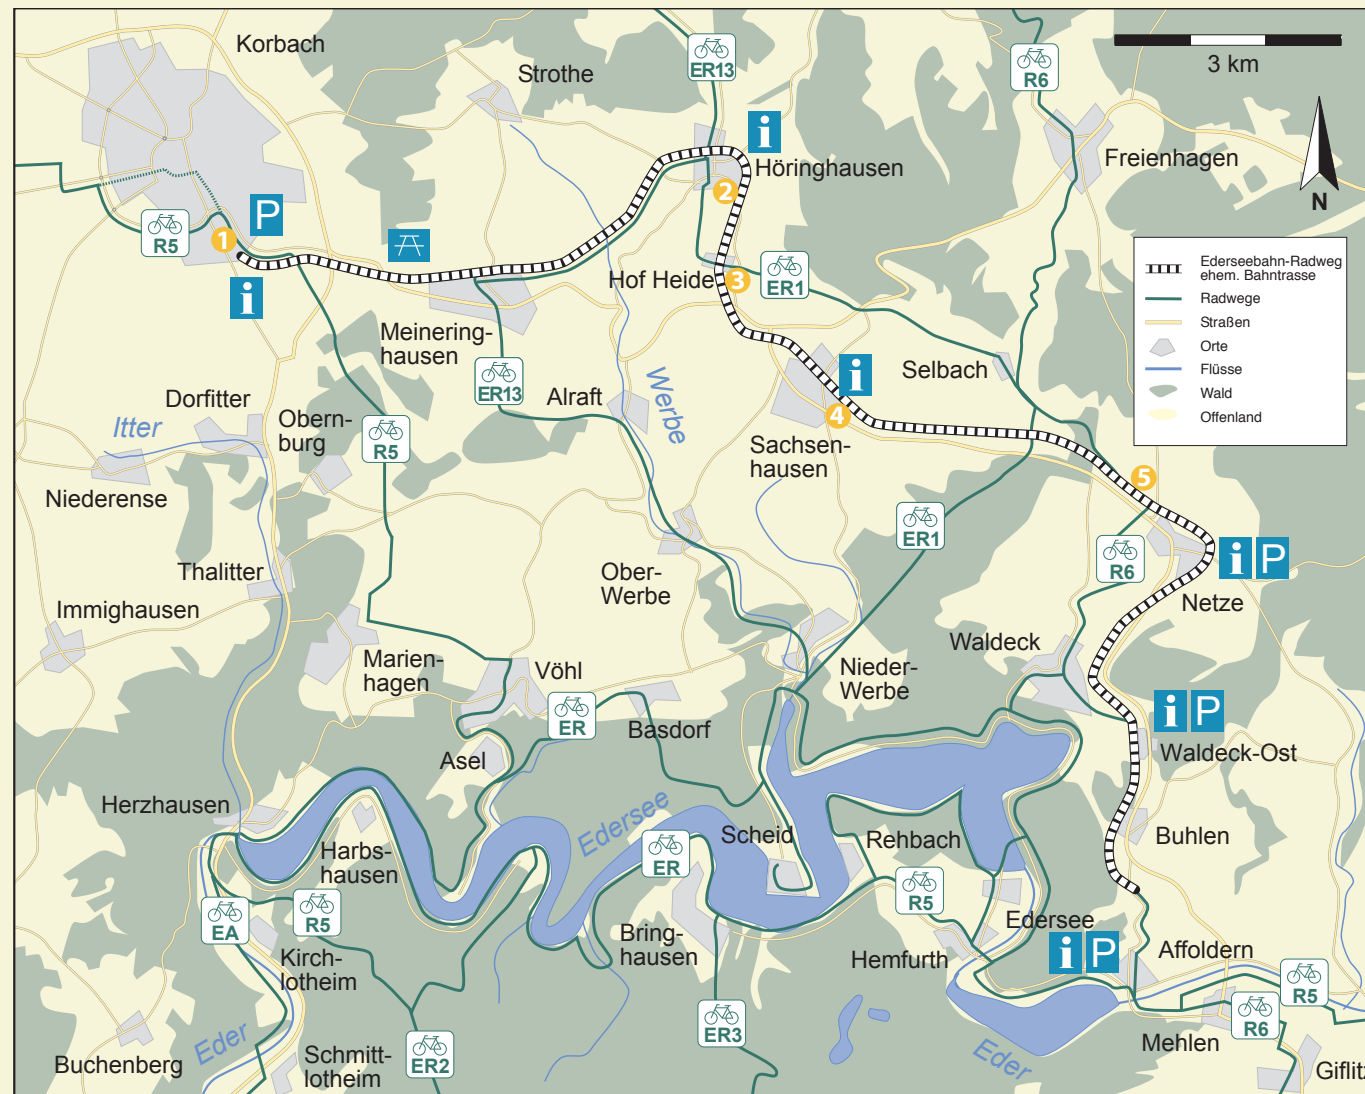 Korbach
Strothe
ER13
R6
3 km
i
Höringhausen
Freienhagen
N
P
R5
1
2
i
Hof Heide
3
ER1
Ederseebahn-Radweg
ehem. Bahntrasse
Radwege
Straßen
Orte
Flüsse
Wald
Offenland
Meinering-
hausen
ER13
Alraft
Werbe
i
Selbach
4
Sachsen-
hausen
Dorfitter
Itter
Obern-
burg
R5
Niederense
5
ER1
R6
i P
Netze
Thalitter
Immighausen
Ober-
Werbe
Marien-
hagen
Vöhl
ER
Basdorf
Nieder-
Werbe
Waldeck
i P
Waldeck-Ost
Asel
Herzhausen
Edersee
Harbs-
hausen
ER
Scheid
Rehbach
Buhlen
EA
R5
Kirch-
lotheim
Bring-
hausen
R5
Hemfurth
Edersee
i P
Affoldern
R5
R6
Mehlen
Giflitz
Eder
Buchenberg
Schmitt-
lotheim
ER2
ER3
Eder